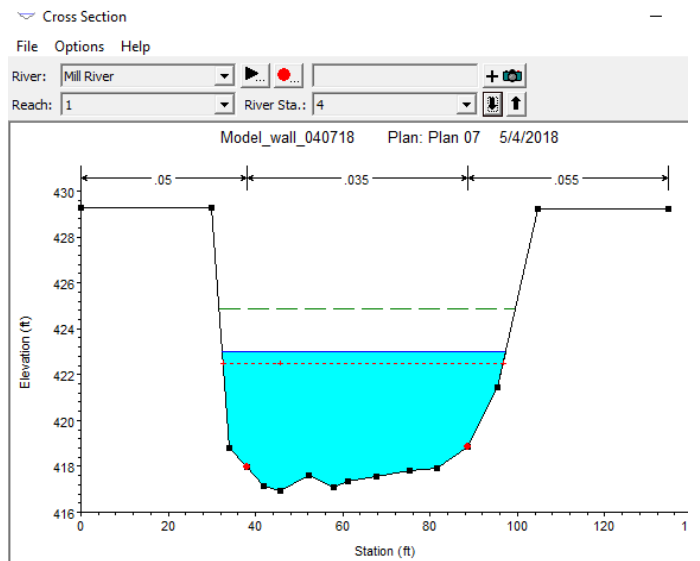 Cross Section
File Options Help
River: Mill River
Reach: 1 River Sta.: 4
Model_wall_040718 Plan: Plan 07 5/4/2018
.05 .035 .055
430
428
426
424
422
420
418
416
Elevation (ft)
0 20 40 60 80 100 120
Station (ft)